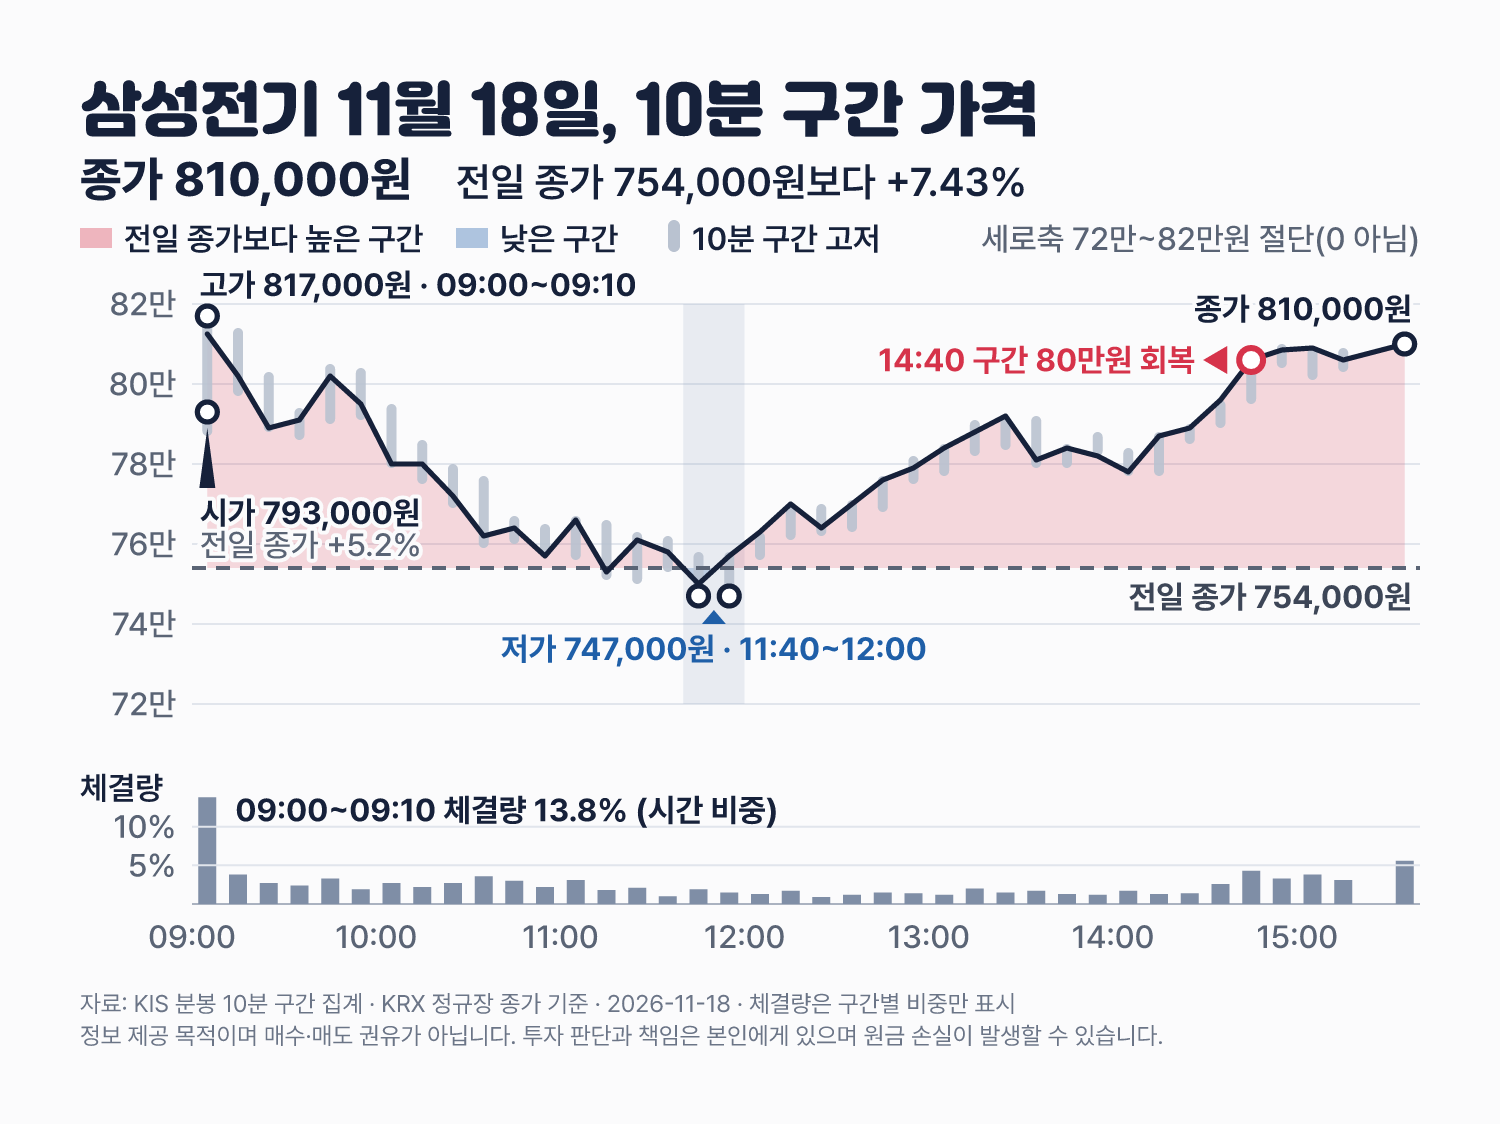 삼성전기 11월 18일, 10분 구간 가격
종가 810,000원 전일 종가 754,000원보다 +7.43%
전일 종가보다 높은 구간 낮은 구간 10분 구간 고저 세로축 72만~82만원 절단(0 아님)
고가 817,000원 · 09:00~09:10
82만
종가 810,000원
14:40 구간 80만원 회복
80만
78만
시가 793,000원
전일 종가 +5.2%
76만
전일 종가 754,000원
74만
저가 747,000원 · 11:40~12:00
72만
체결량
09:00~09:10 체결량 13.8% (시간 비중)
10%
5%
09:00 10:00 11:00 12:00 13:00 14:00 15:00
자료: KIS 분봉 10분 구간 집계 · KRX 정규장 종가 기준 · 2026-11-18 · 체결량은 구간별 비중만 표시
정보 제공 목적이며 매수·매도 권유가 아닙니다. 투자 판단과 책임은 본인에게 있으며 원금 손실이 발생할 수 있습니다.